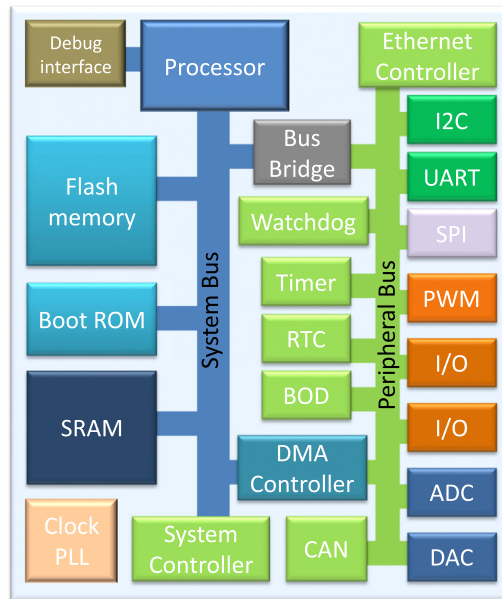 Debug
interface
Processor
Ethernet
Controller
I2C
Bus
Bridge
UART
Flash
memory
Watchdog
SPI
System Bus
Peripheral Bus
Timer
PWM
Boot ROM
RTC
I/O
BOD
I/O
SRAM
DMA
Controller
ADC
Clock
PLL
System
Controller
CAN
DAC